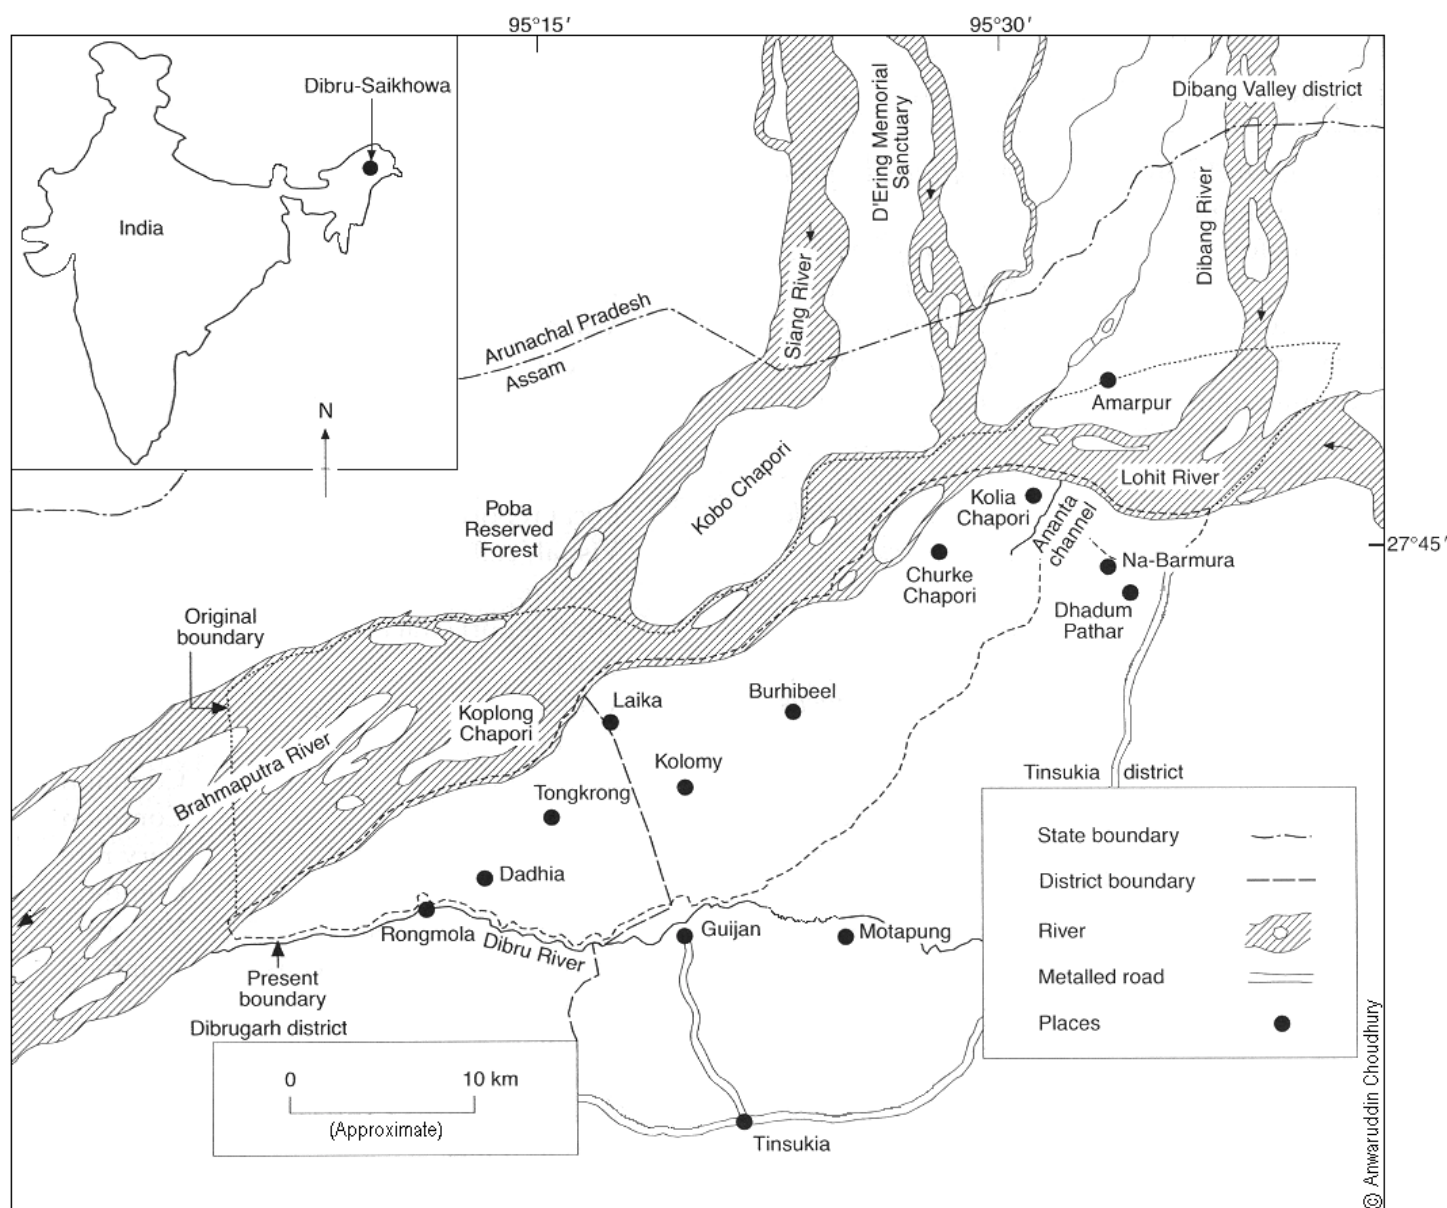 95°15′
95°30′
Dibru-Saikhowa
India
N
D'Ering Memorial
Sanctuary
Dibang Valley district
Dibang River
Siang River
Arunachal Pradesh
Assam
Amarpur
Lohit River
Kobo Chapori
Kolia
Chapori
Ananta
channel
27°45′
Poba
Reserved
Forest
Churke
Chapori
Na-Barmura
Dhadum
Pathar
Original
boundary
Laika
Burhibeel
Koplong
Chapori
Brahmaputra River
Kolomy
Tongkrong
Tinsukia district
Dadhia
Rongmola
Dibru River
Guijan
Motapung
Present
boundary
Dibrugarh district
State boundary
District boundary
River
Metalled road
Places
0 10 km
(Approximate)
Tinsukia
© Anwaruddin Choudhury